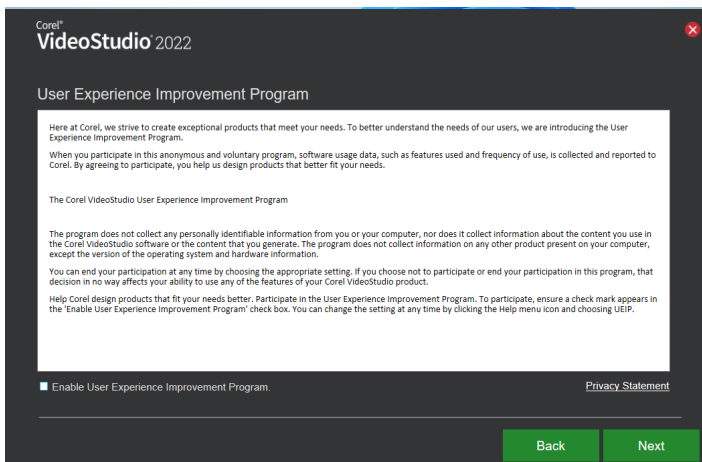 Corel®
VideoStudio® 2022
User Experience Improvement Program
Here at Corel, we strive to create exceptional products that meet your needs. To better understand the needs of our users, we are introducing the User
Experience Improvement Program.
When you participate in this anonymous and voluntary program, software usage data, such as features used and frequency of use, is collected and reported to
Corel. By agreeing to participate, you help us design products that better fit your needs.
The Corel VideoStudio User Experience Improvement Program
The program does not collect any personally identifiable information from you or your computer, nor does it collect information about the content you use in
the Corel VideoStudio software or the content that you generate. The program does not collect information on any other product present on your computer,
except the version of the operating system and hardware information.
You can end your participation at any time by choosing the appropriate setting. If you choose not to participate or end your participation in this program, that
decision in no way affects your ability to use any of the features of your Corel VideoStudio product.
Help Corel design products that fit your needs better. Participate in the User Experience Improvement Program. To participate, ensure a check mark appears in
the 'Enable User Experience Improvement Program' check box. You can change the setting at any time by clicking the Help menu icon and choosing UEIP.
Enable User Experience Improvement Program.
Privacy Statement
Back
Next